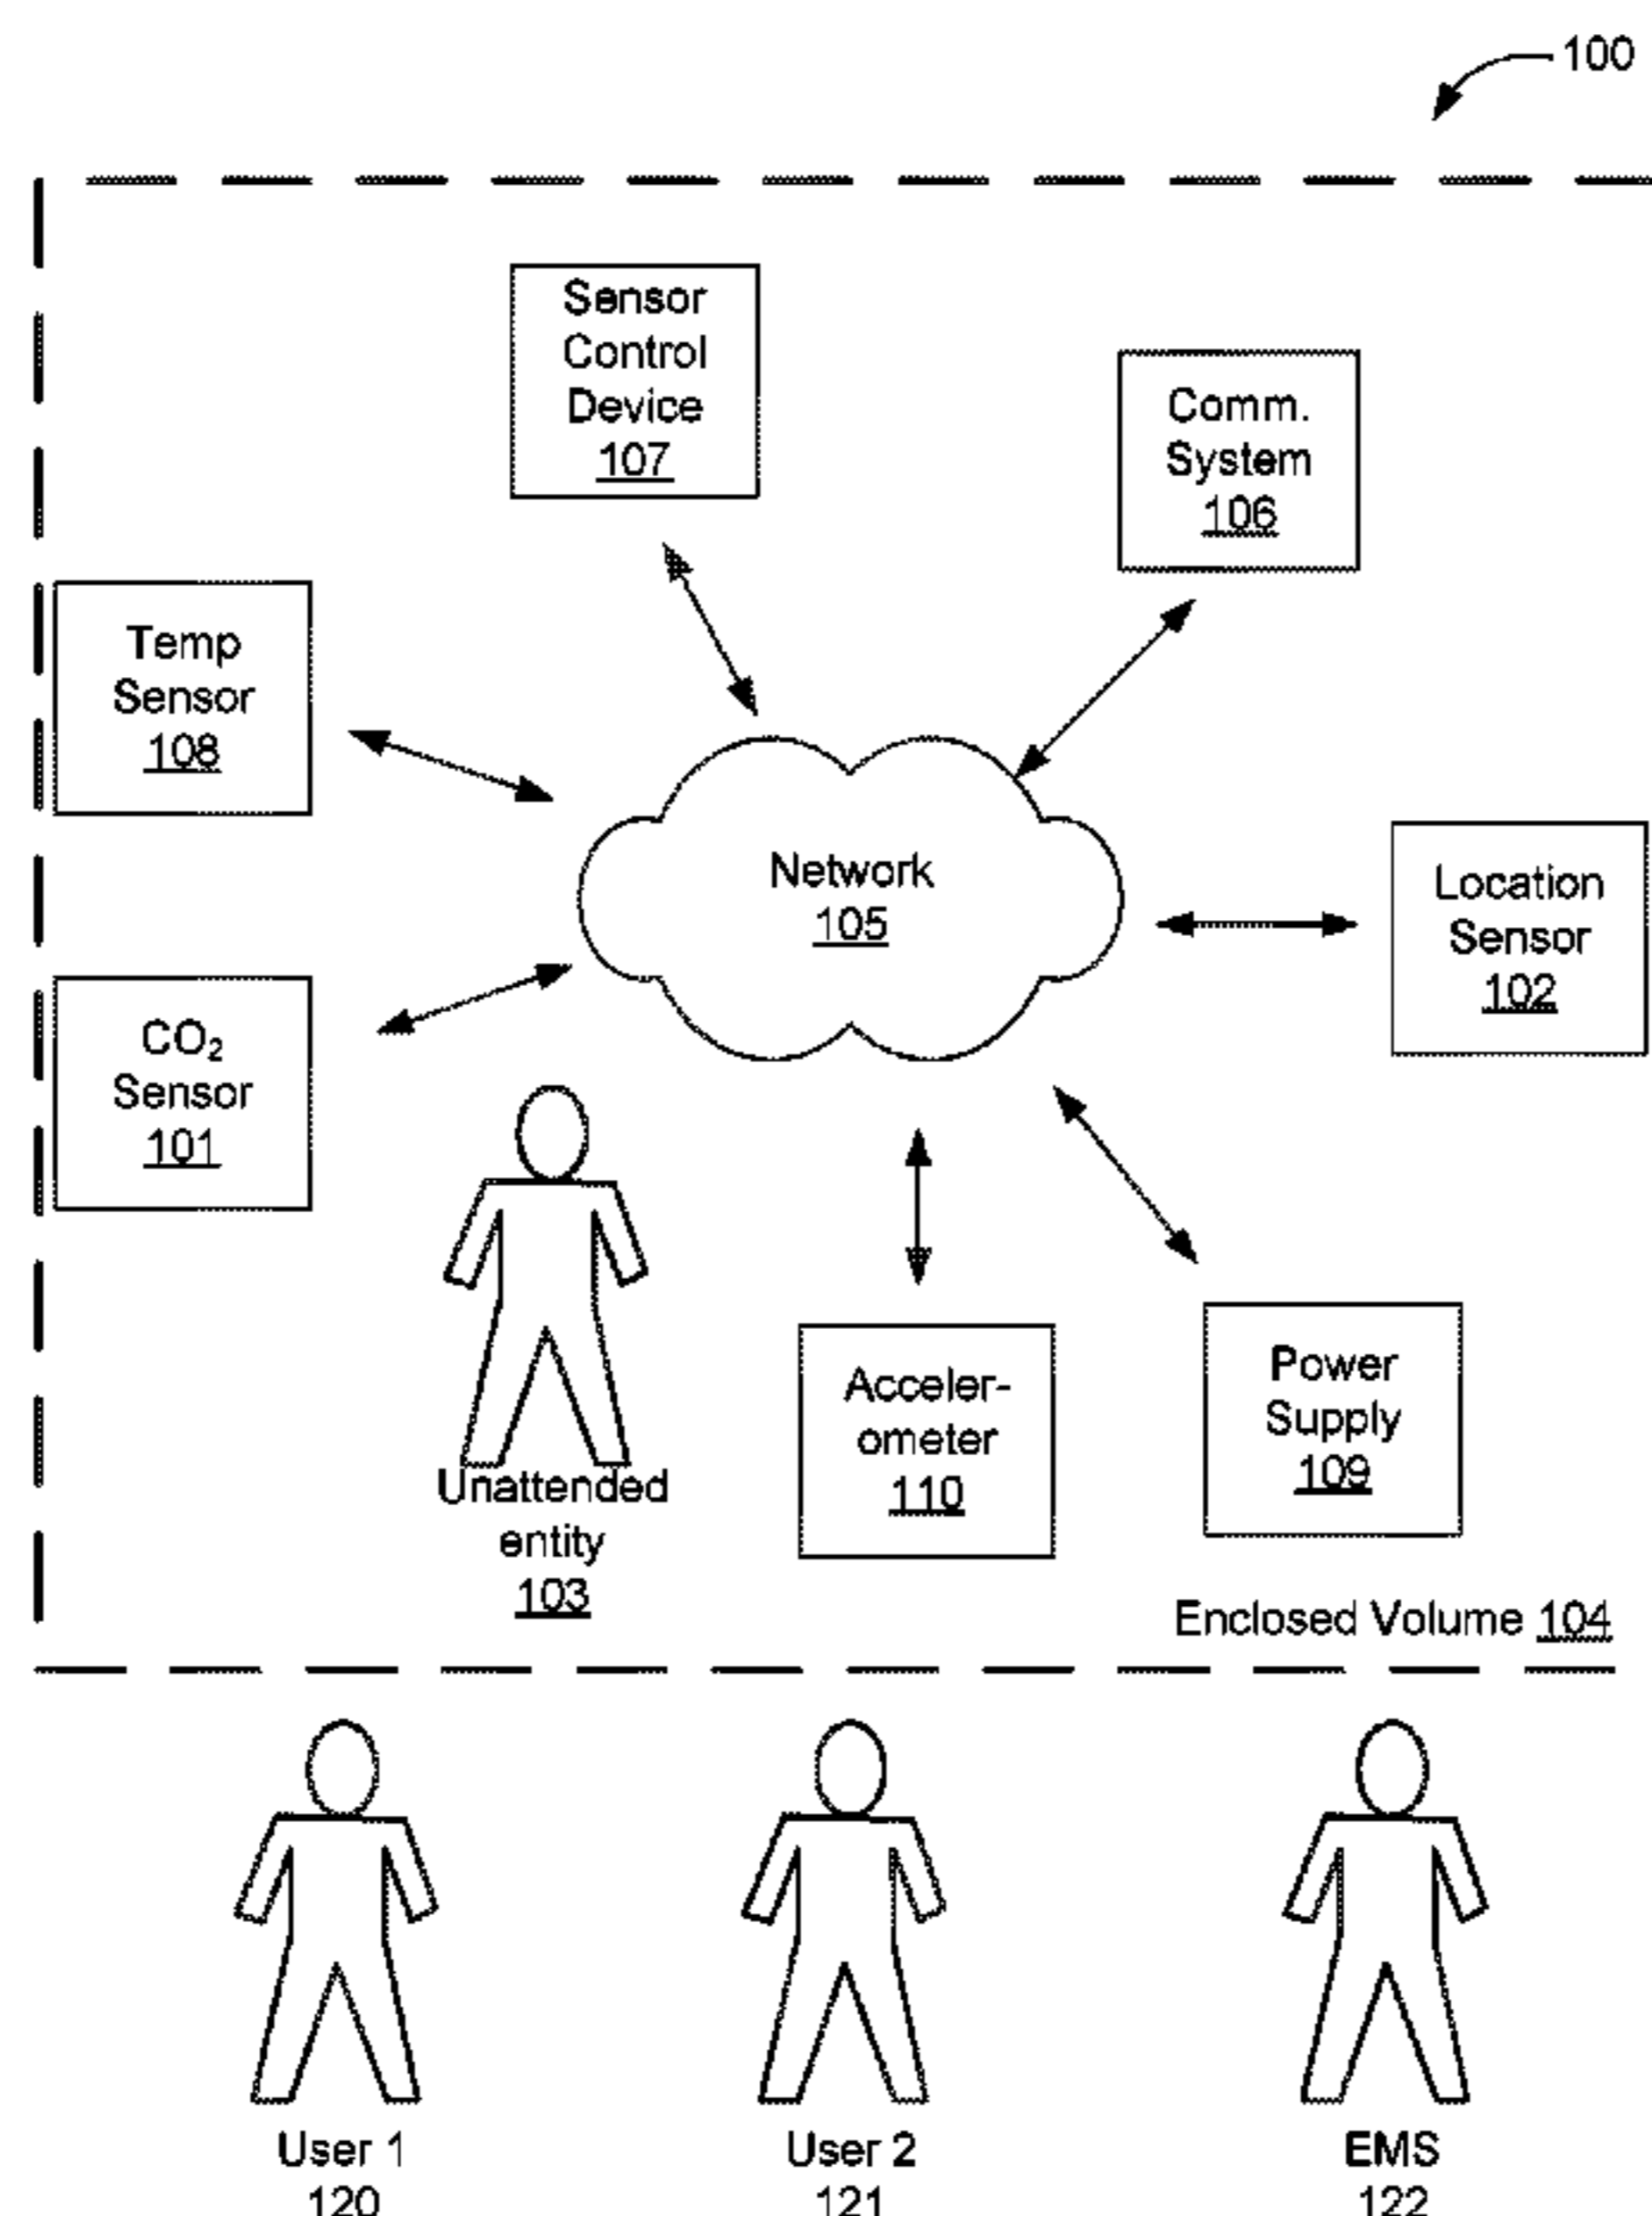 100
Sensor
Control
Device
107
Comm.
System
106
Temp
Sensor
108
Network
105
Location
Sensor
102
CO₂
Sensor
101
Acceler-
ometer
110
Power
Supply
109
Unattended
entity
103
Enclosed Volume 104
User 1
120
User 2
121
EMS
122